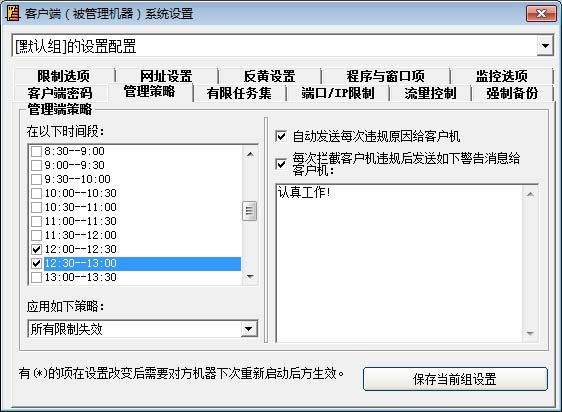 客户端（被管理机器）系统设置
[默认组]的设置配置
限制选项 网址设置 反黄设置 程序与窗口项 监控选项
客户端密码 管理策略 有限任务集 端口/IP限制 流量控制 强制备份
管理端策略
在以下时间段：
8:30--9:00
9:00--9:30
9:30--10:00
10:00--10:30
10:30--11:00
11:00--11:30
11:30--12:00
12:00--12:30
12:30--13:00
13:00--13:30
应用如下策略：
所有限制失效
自动发送每次违规原因给客户机
每次拦截客户机违规后发送如下警告消息给
客户机：
认真工作！
有(*)的项在设置改变后需要对方机器下次重新启动后方生效。
保存当前组设置